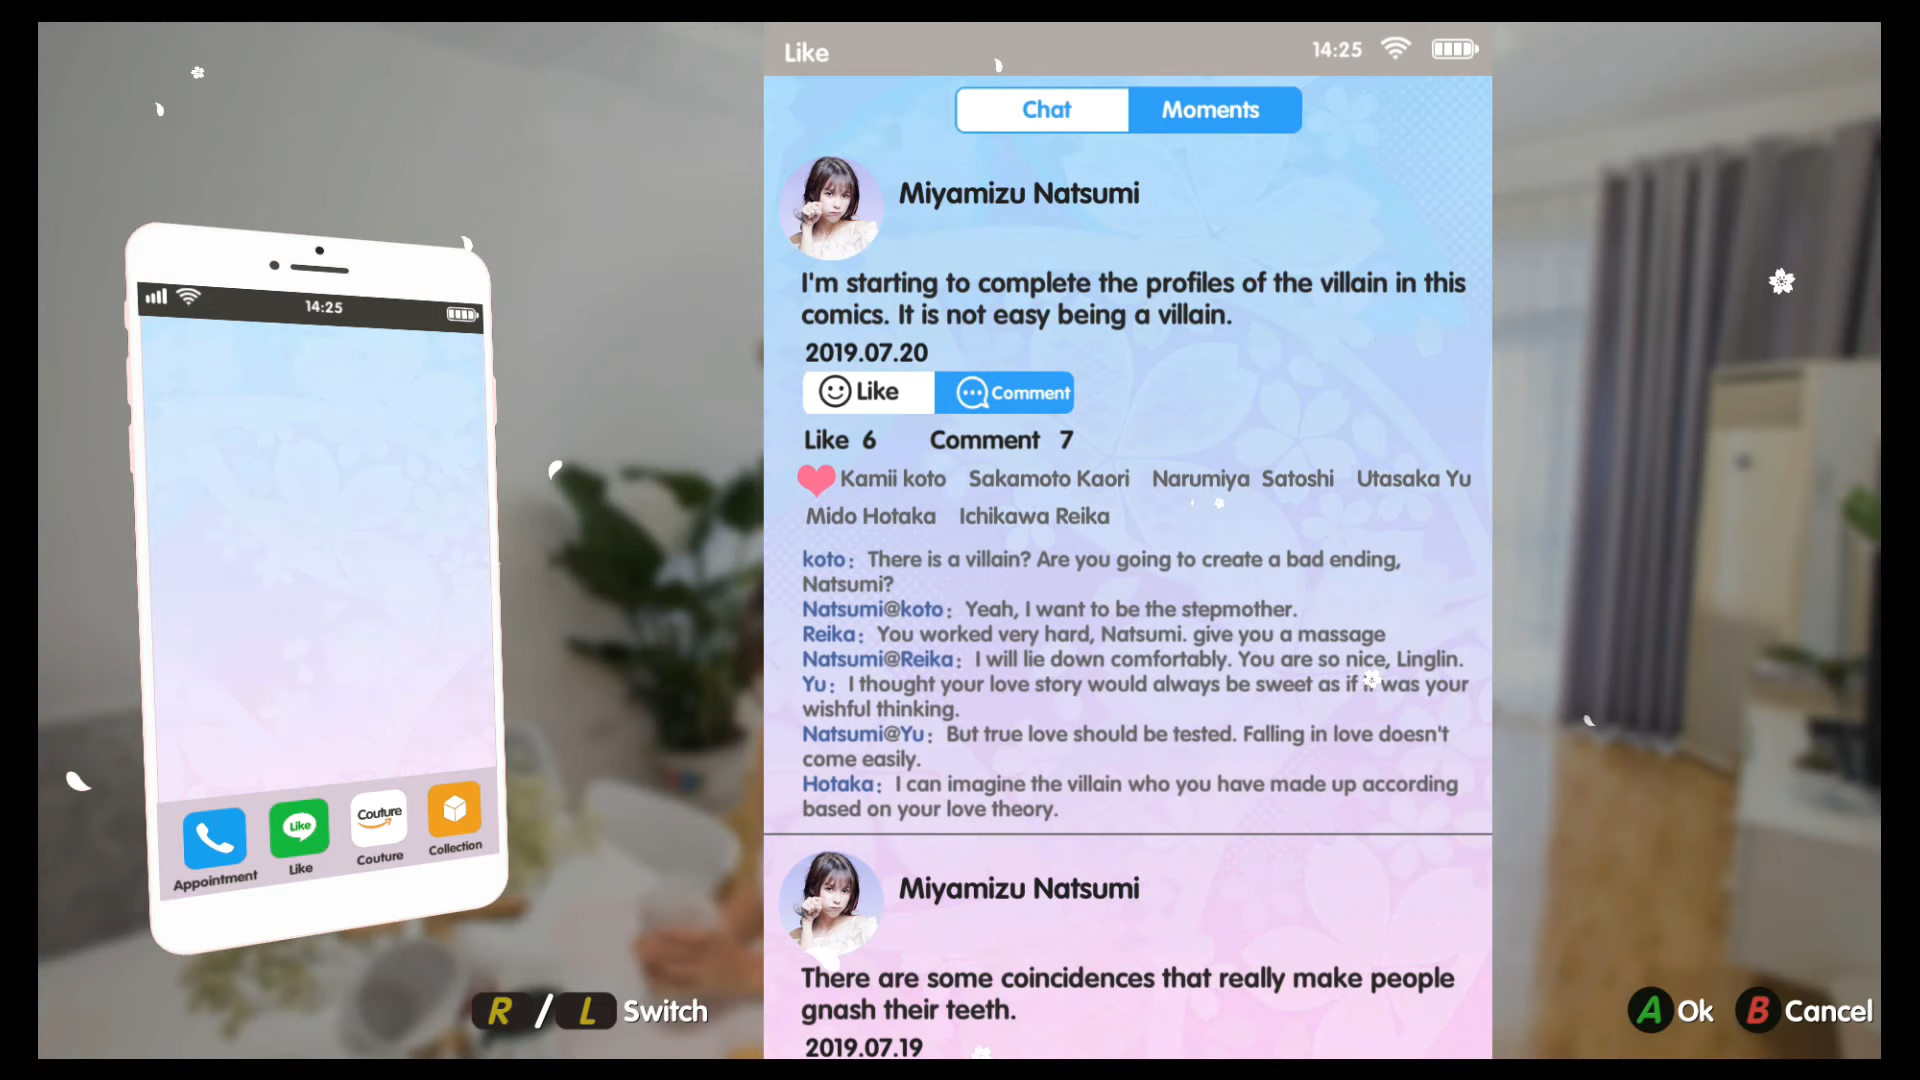 Like 14:25
Chat Moments
Miyamizu Natsumi
I'm starting to complete the profiles of the villain in this
comics. It is not easy being a villain.
2019.07.20
Like Comment
Like 6 Comment 7
Kamii koto Sakamoto Kaori Narumiya Satoshi Utasaka Yu
Mido Hotaka Ichikawa Reika
koto: There is a villain? Are you going to create a bad ending,
Natsumi?
Natsumi@koto: Yeah, I want to be the stepmother.
Reika: You worked very hard, Natsumi. give you a massage
Natsumi@Reika: I will lie down comfortably. You are so nice, Linglin.
Yu: I thought your love story would always be sweet as if it was your
wishful thinking.
Natsumi@Yu: But true love should be tested. Falling in love doesn't
come easily.
Hotaka: I can imagine the villain who you have made up according
based on your love theory.
Miyamizu Natsumi
There are some coincidences that really make people
gnash their teeth.
2019.07.19
14:25
Like
Couture
Appointment Like Couture Collection
R / L Switch
A Ok B Cancel